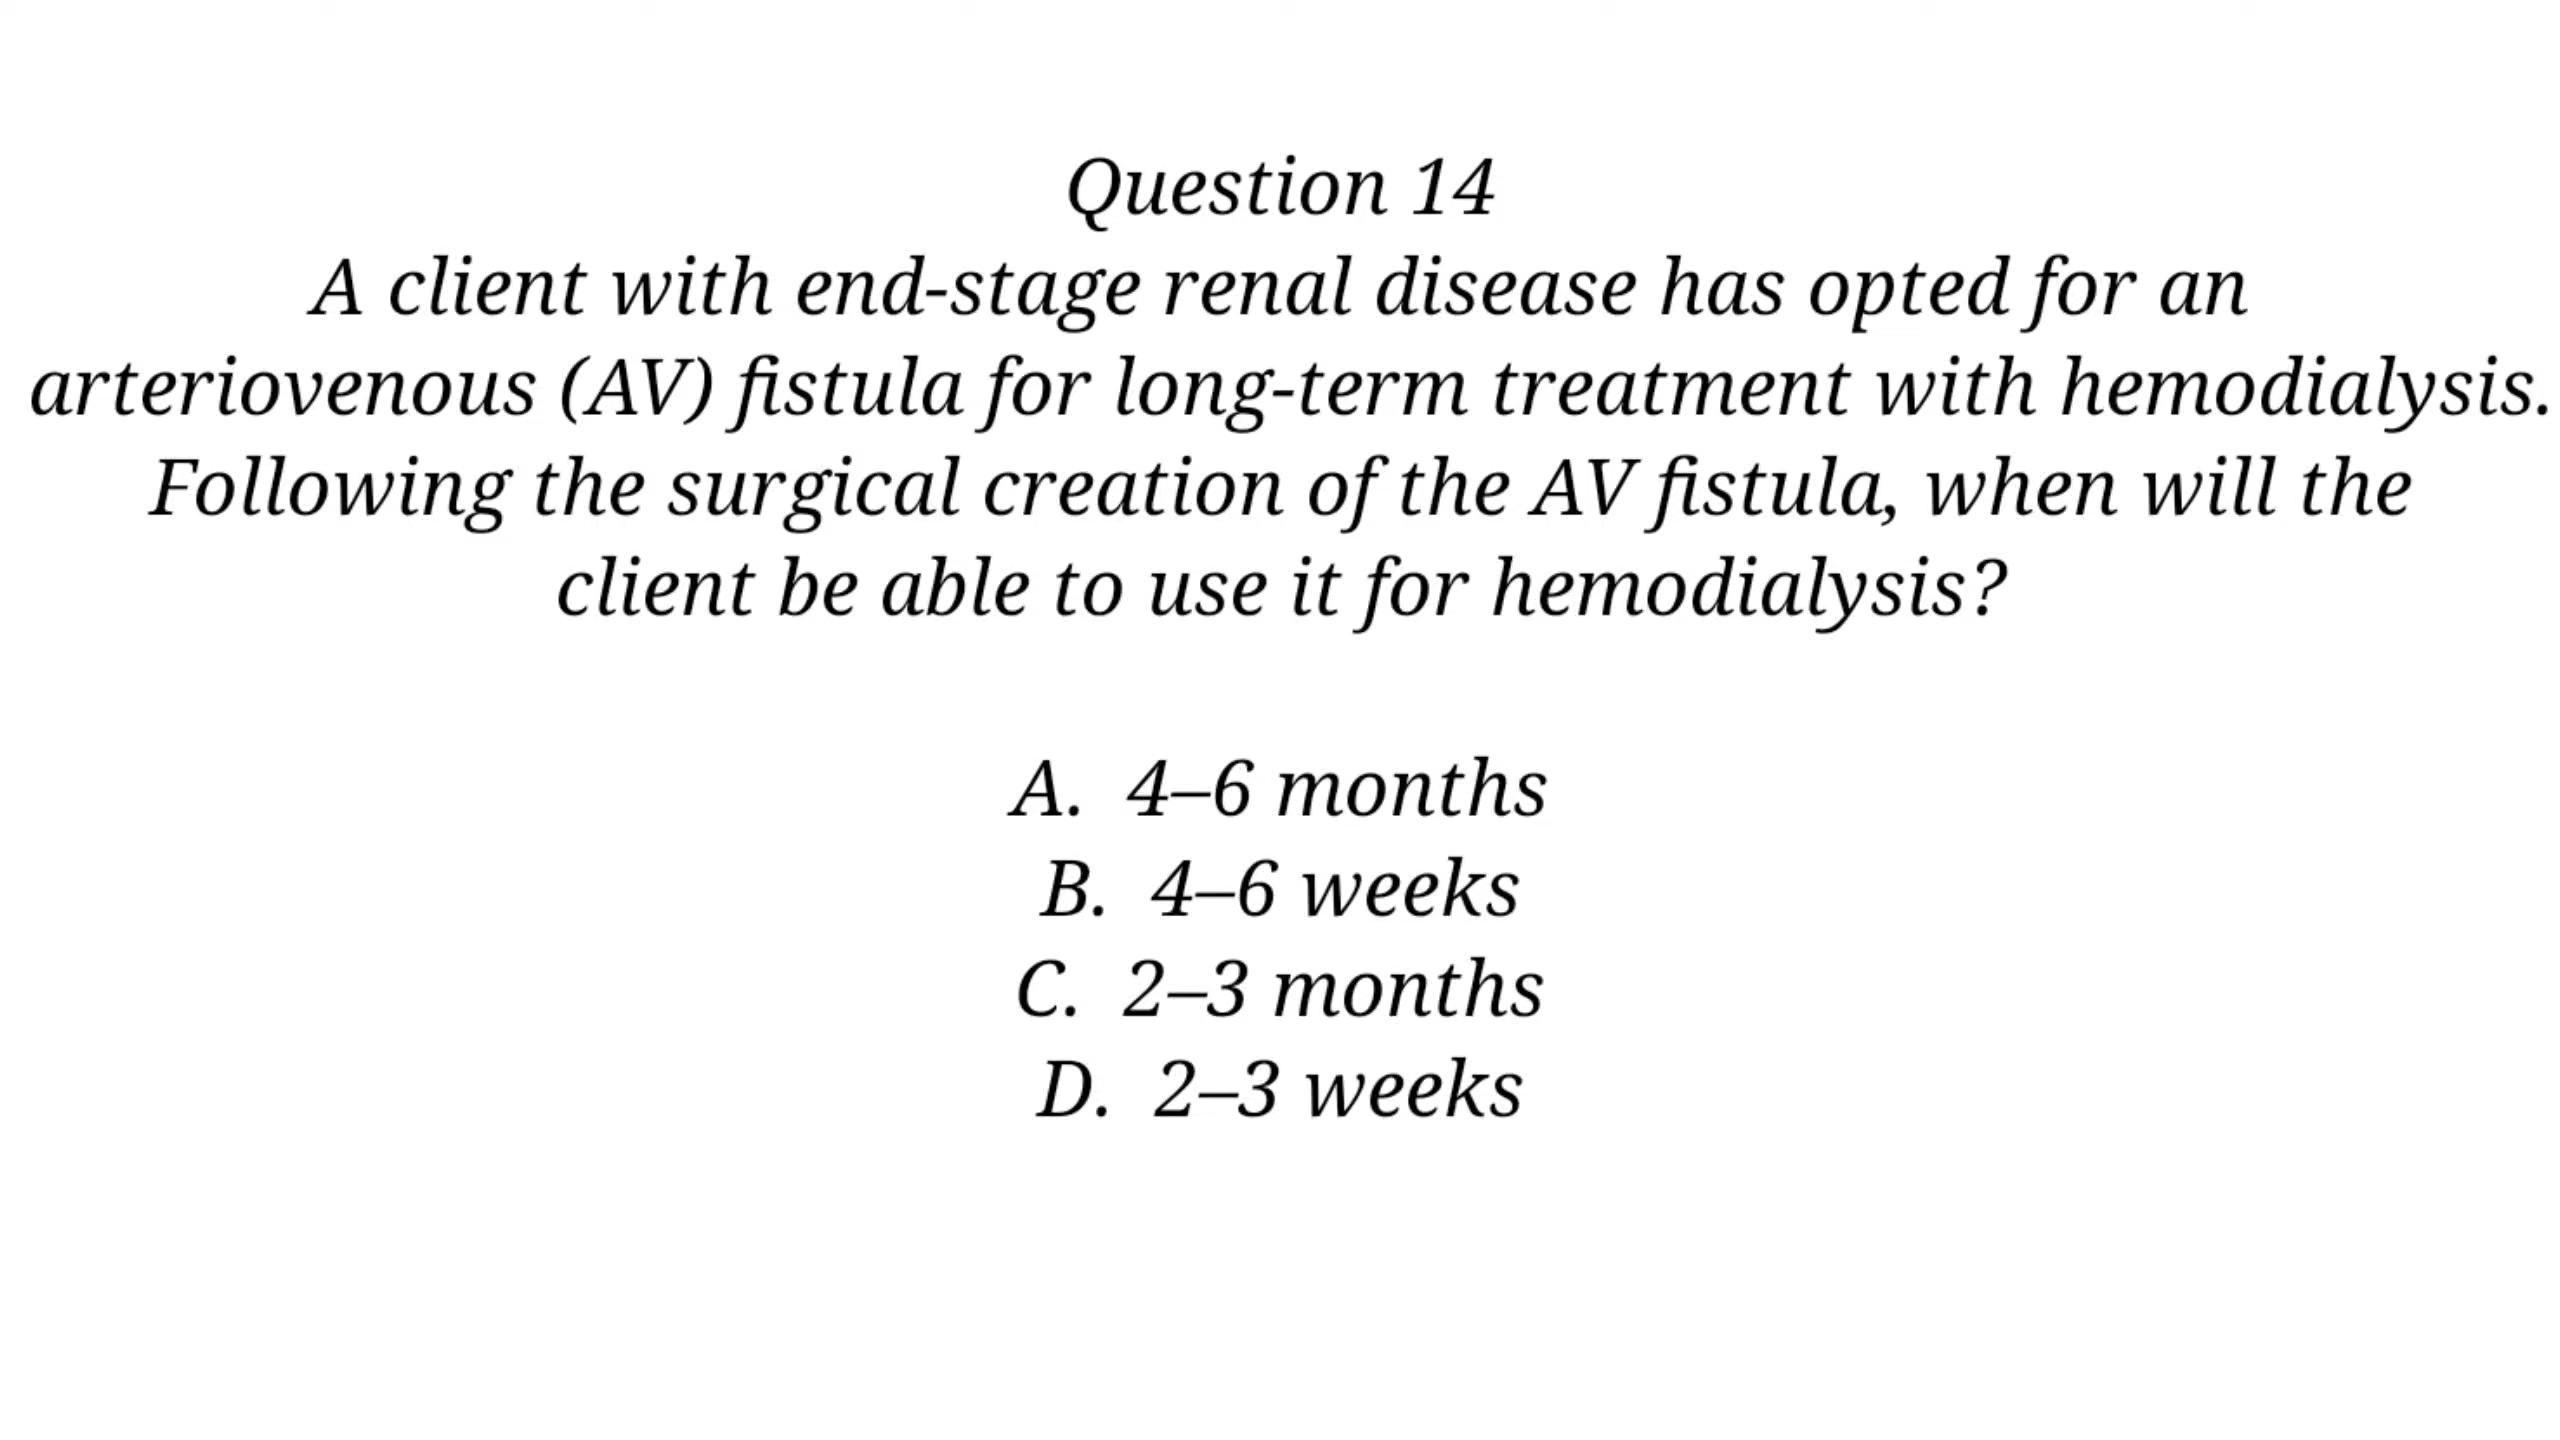 Question 14
A client with end-stage renal disease has opted for an
arteriovenous (AV) fistula for long-term treatment with hemodialysis.
Following the surgical creation of the AV fistula, when will the
client be able to use it for hemodialysis?
A. 4–6 months
B. 4–6 weeks
C. 2–3 months
D. 2–3 weeks